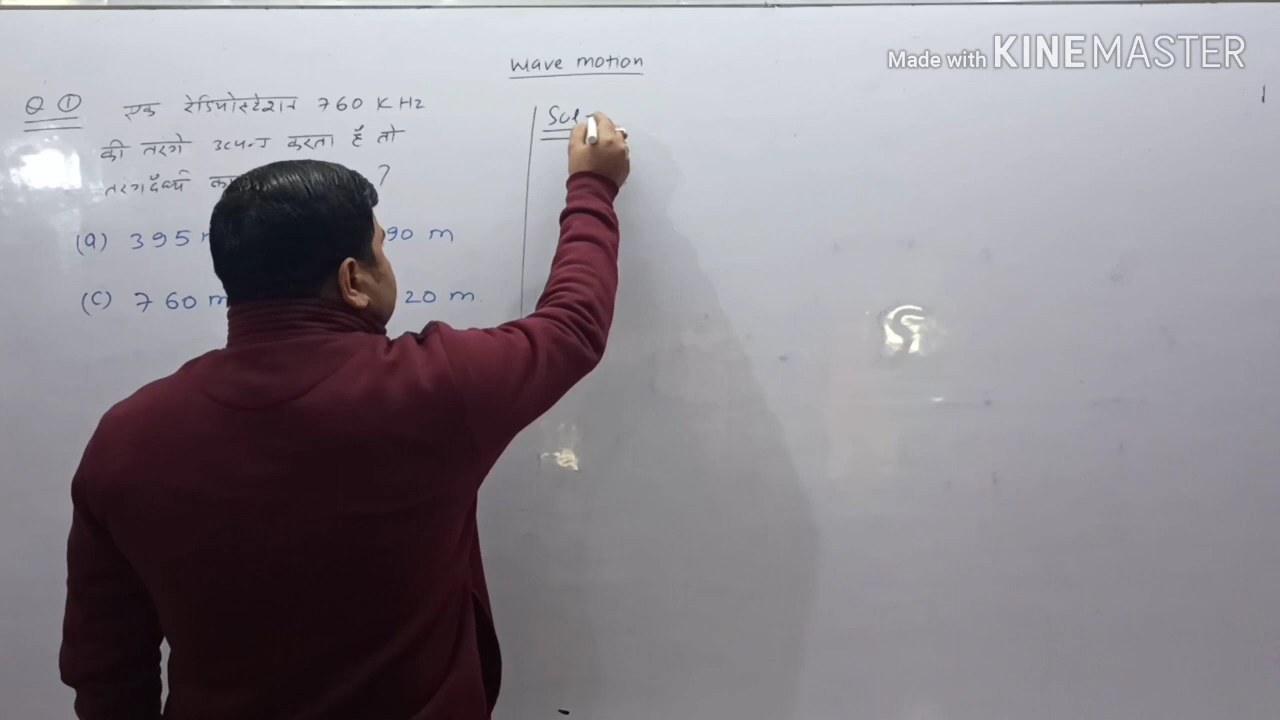 Made with KINEMASTER
wave motion
Q ① एक रेडियोस्टेशन 760 KHz
की तरंगे उत्पन्न करता है तो
तरंगदैर्ध्य ?
(a) 395 90 m
(c) 760 m 20 m.
Sol